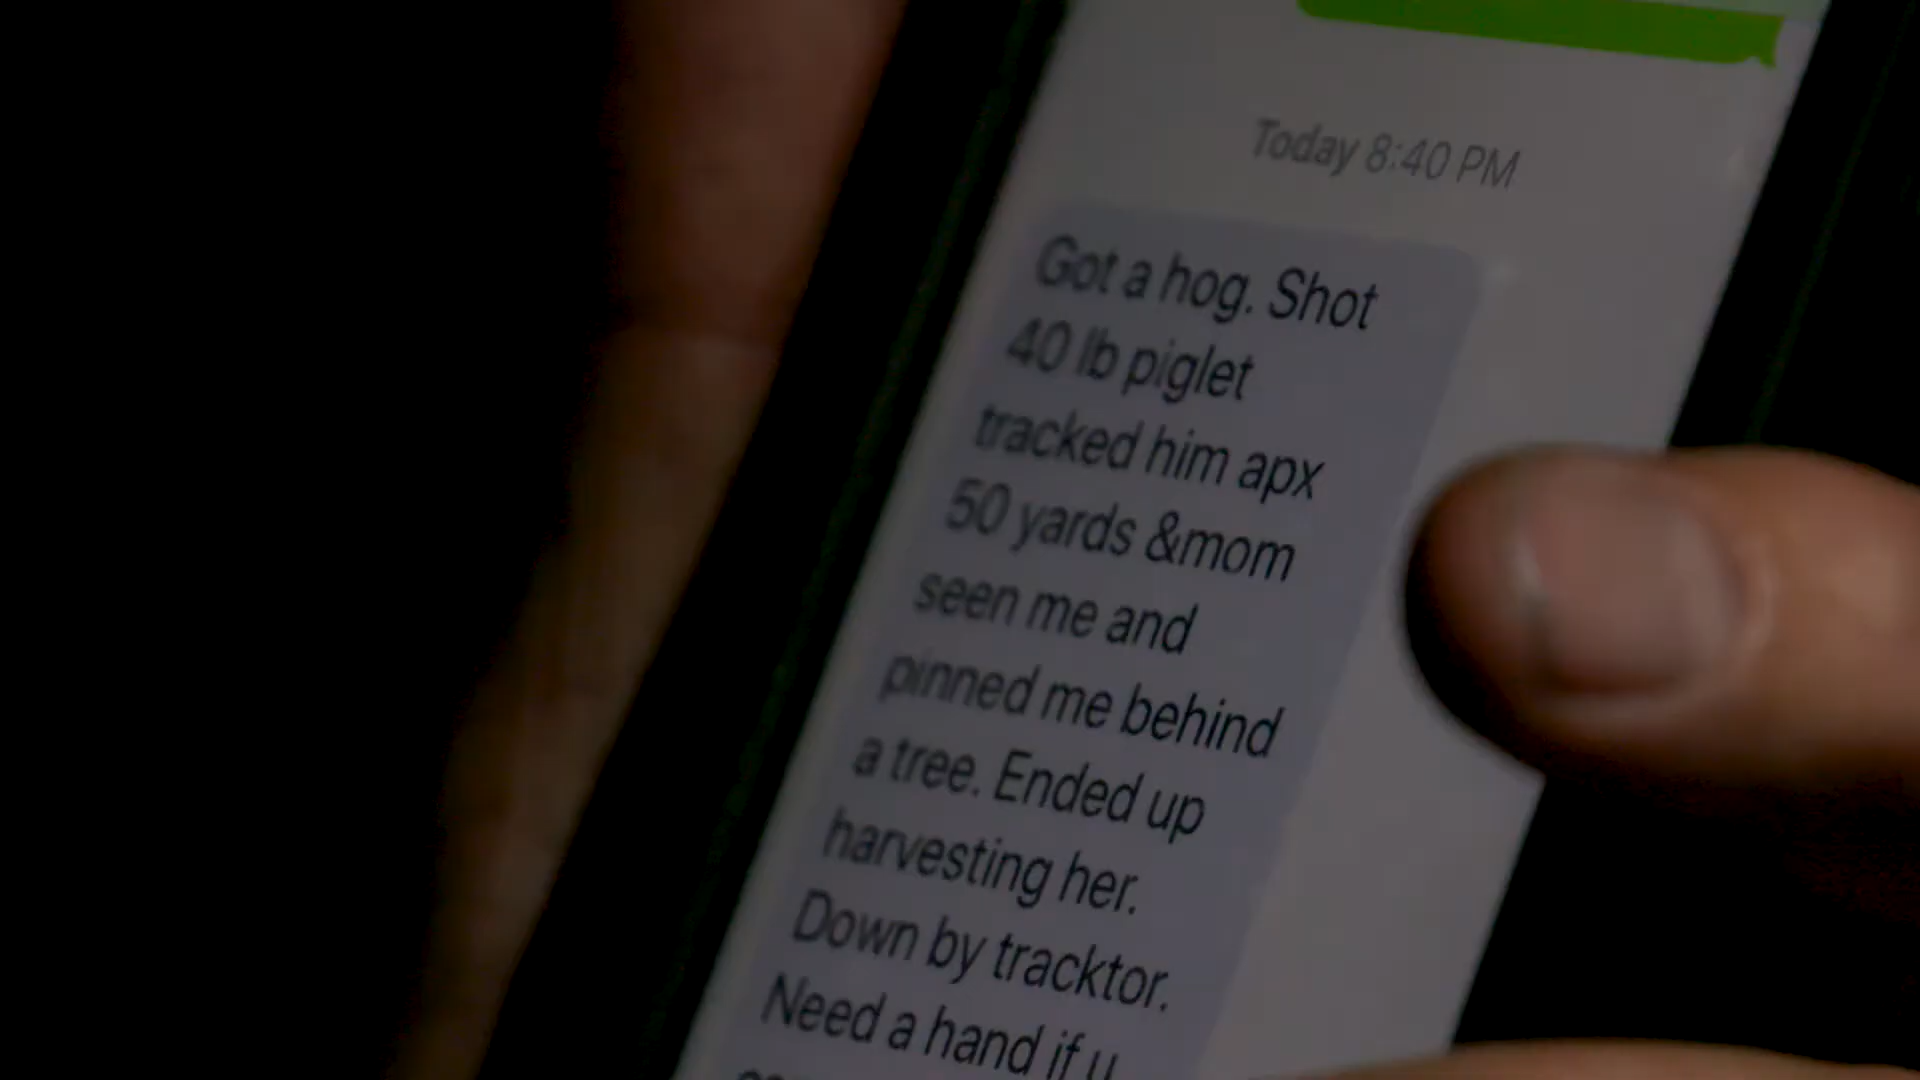 Today 8:40 PM
Got a hog. Shot
40 lb piglet
tracked him apx
50 yards &mom
seen me and
pinned me behind
a tree. Ended up
harvesting her.
Down by tracktor.
Need a hand if u